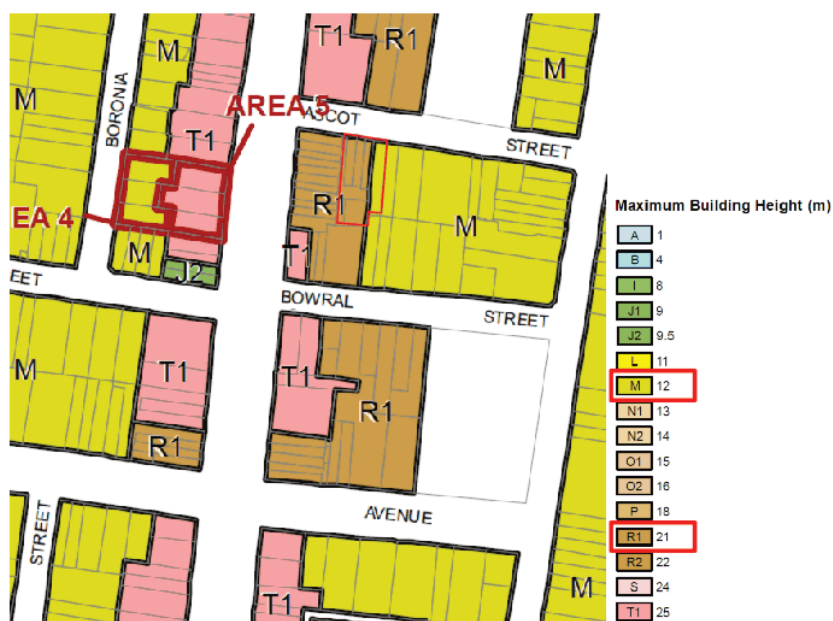 T1
R1
M
M
M
BORONIA
AREA 5
ASCOT
STREET
T1
EA 4
R1
M
T1
M
J2
EET
BOWRAL
STREET
M
T1
T1
R1
R1
AVENUE
STREET
T1
M
Maximum Building Height (m)
A 1
B 4
I 8
J1 9
J2 9.5
L 11
M 12
N1 13
N2 14
O1 15
O2 16
P 18
R1 21
R2 22
S 24
T1 25